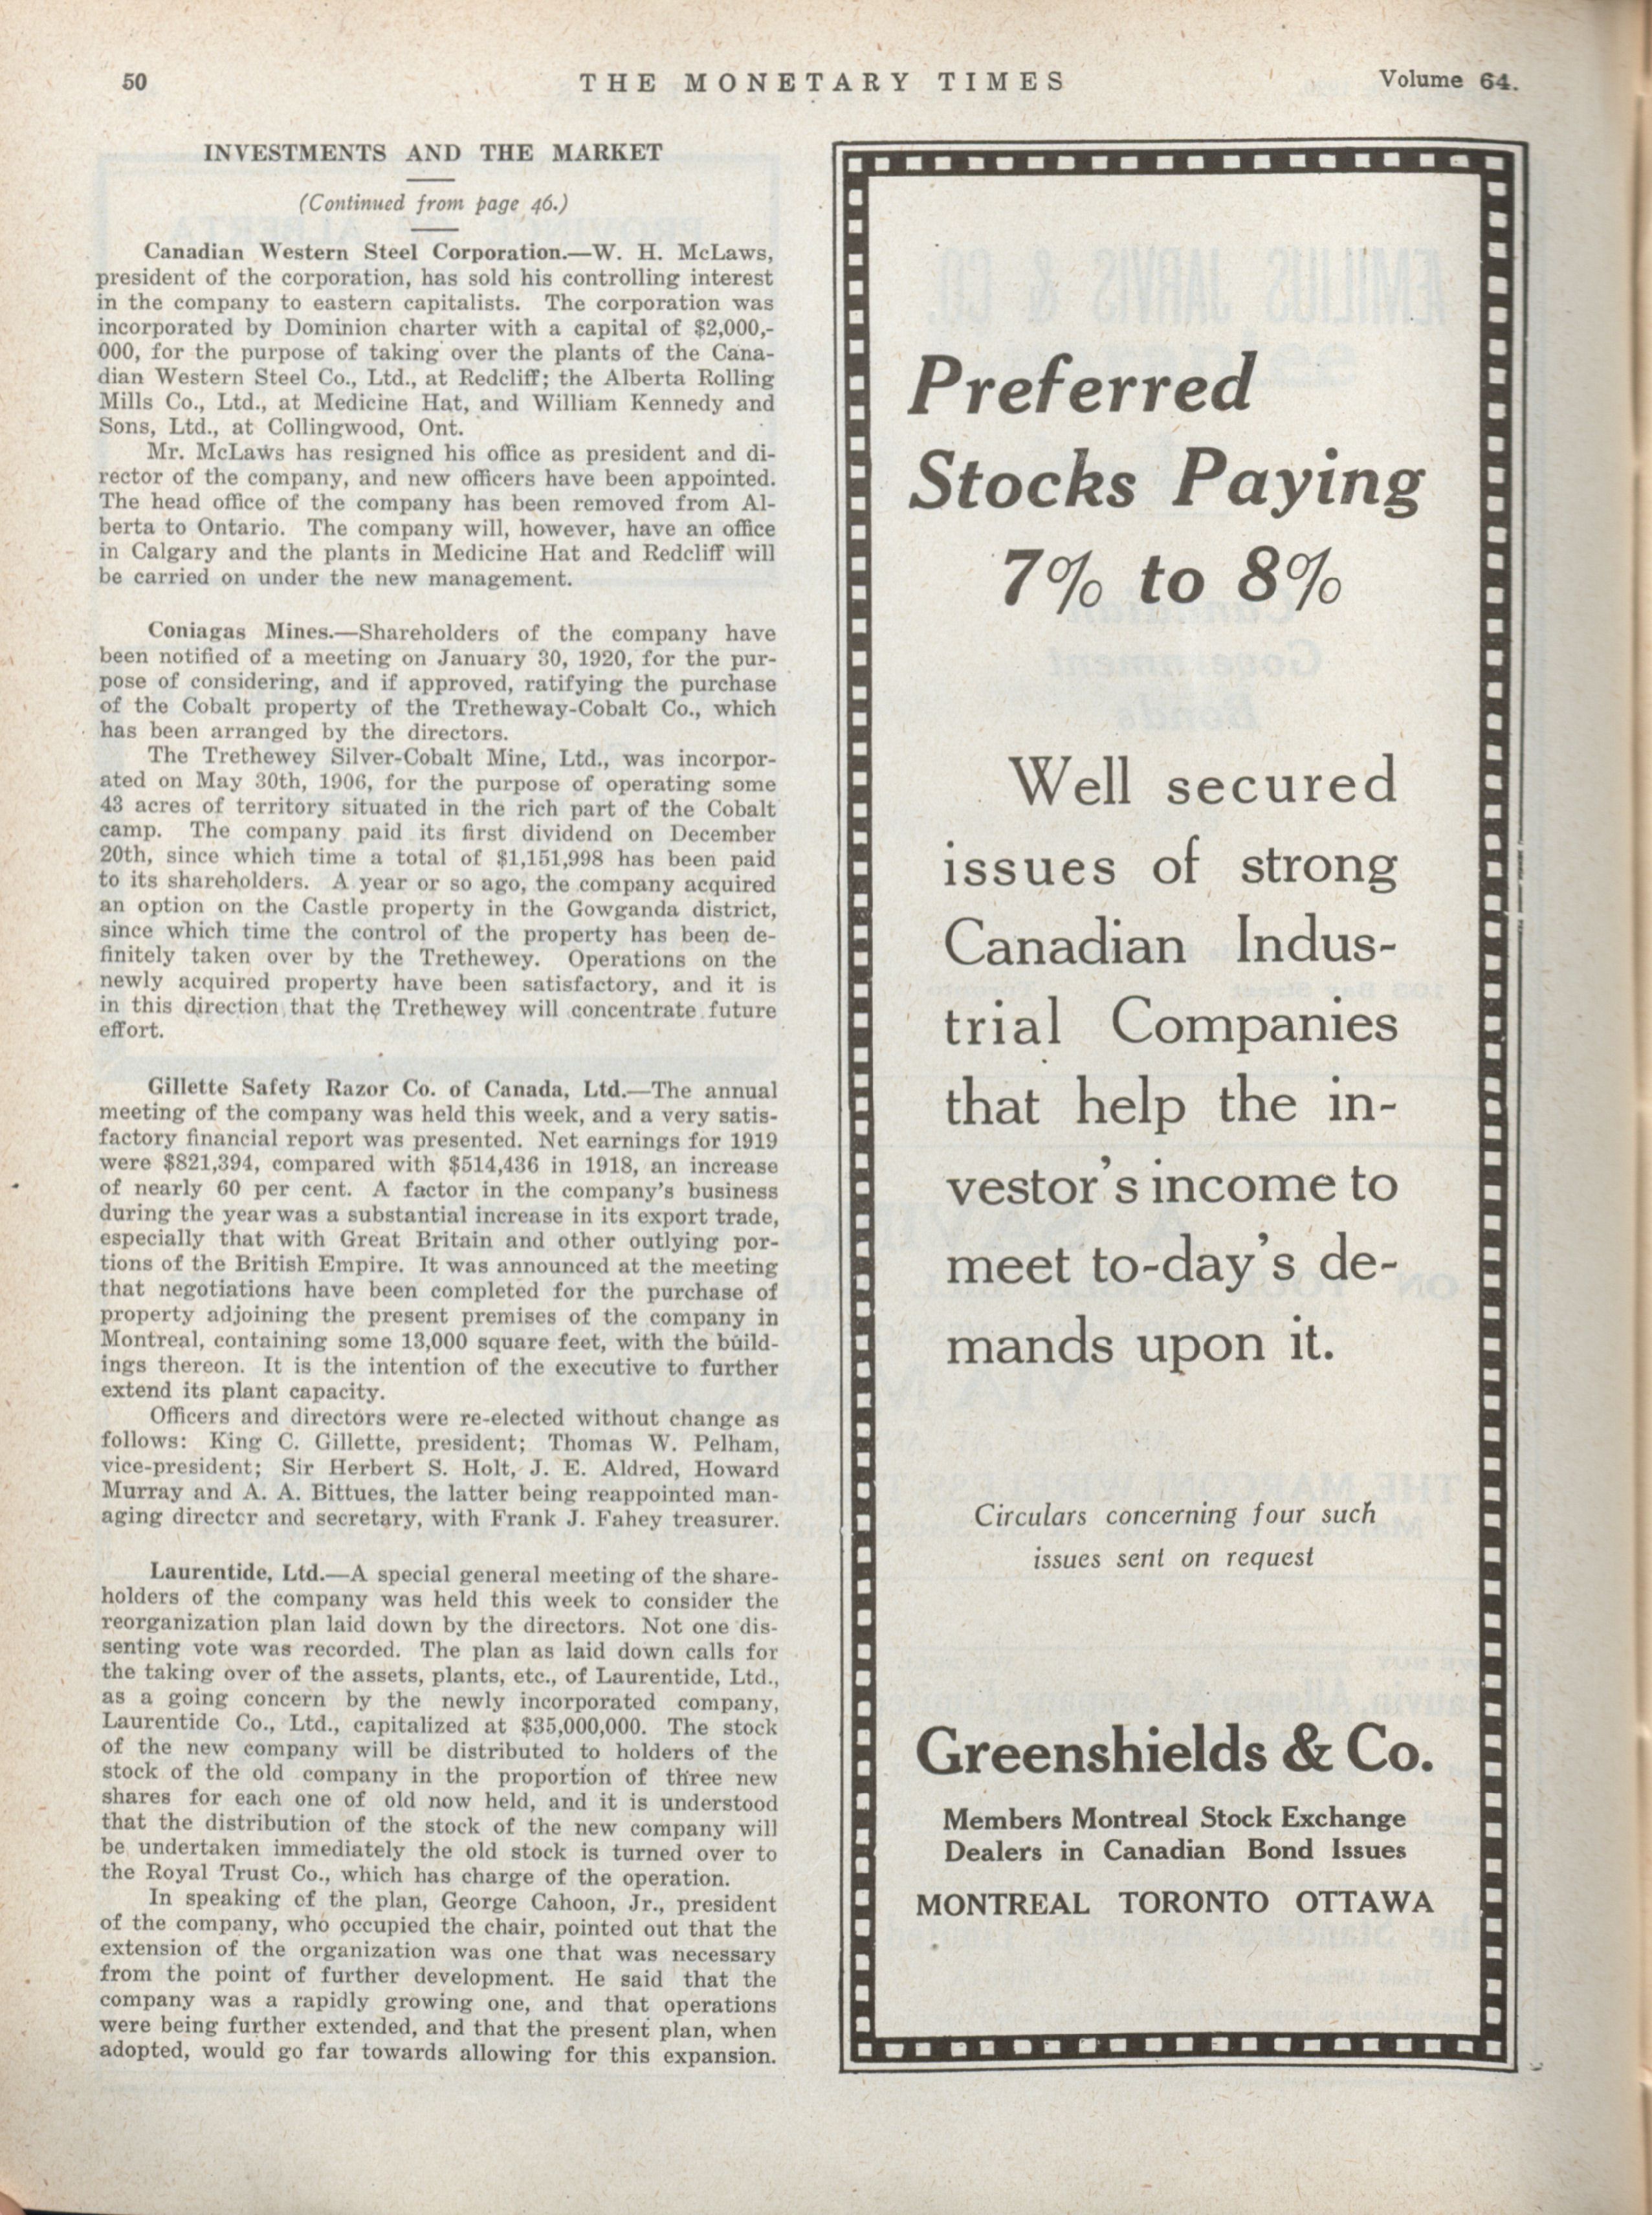 50
THE MONETARY TIMES
Volume 64.
INVESTMENTS AND THE MARKET
(Continued from page 46.)
Canadian Western Steel Corporation.—W. H. McLaws,
president of the corporation, has sold his controlling interest
in the company to eastern capitalists. The corporation was
incorporated by Dominion charter with a capital of $2,000,-
000, for the purpose of taking over the plants of the Cana-
dian Western Steel Co., Ltd., at Redcliff; the Alberta Rolling
Mills Co., Ltd., at Medicine Hat, and William Kennedy and
Sons, Ltd., at Collingwood, Ont.
Mr. McLaws has resigned his office as president and di-
rector of the company, and new officers have been appointed.
The head office of the company has been removed from Al-
berta to Ontario. The company will, however, have an office
in Calgary and the plants in Medicine Hat and Redcliff will
be carried on under the new management.
Coniagas Mines.—Shareholders of the company have
been notified of a meeting on January 30, 1920, for the pur-
pose of considering, and if approved, ratifying the purchase
of the Cobalt property of the Tretheway-Cobalt Co., which
has been arranged by the directors.
The Trethewey Silver-Cobalt Mine, Ltd., was incorpor-
ated on May 30th, 1906, for the purpose of operating some
43 acres of territory situated in the rich part of the Cobalt
camp. The company paid its first dividend on December
20th, since which time a total of $1,151,998 has been paid
to its shareholders. A year or so ago, the company acquired
an option on the Castle property in the Gowganda district,
since which time the control of the property has been de-
finitely taken over by the Trethewey. Operations on the
newly acquired property have been satisfactory, and it is
in this direction that the Trethewey will concentrate future
effort.
Gillette Safety Razor Co. of Canada, Ltd.—The annual
meeting of the company was held this week, and a very satis-
factory financial report was presented. Net earnings for 1919
were $821,394, compared with $514,436 in 1918, an increase
of nearly 60 per cent. A factor in the company's business
during the year was a substantial increase in its export trade,
especially that with Great Britain and other outlying por-
tions of the British Empire. It was announced at the meeting
that negotiations have been completed for the purchase of
property adjoining the present premises of the company in
Montreal, containing some 13,000 square feet, with the build-
ings thereon. It is the intention of the executive to further
extend its plant capacity.
Officers and directors were re-elected without change as
follows: King C. Gillette, president; Thomas W. Pelham,
vice-president; Sir Herbert S. Holt, J. E. Aldred, Howard
Murray and A. A. Bittues, the latter being reappointed man-
aging director and secretary, with Frank J. Fahey treasurer.
Laurentide, Ltd.—A special general meeting of the share-
holders of the company was held this week to consider the
reorganization plan laid down by the directors. Not one dis-
senting vote was recorded. The plan as laid down calls for
the taking over of the assets, plants, etc., of Laurentide, Ltd.,
as a going concern by the newly incorporated company,
Laurentide Co., Ltd., capitalized at $35,000,000. The stock
of the new company will be distributed to holders of the
stock of the old company in the proportion of three new
shares for each one of old now held, and it is understood
that the distribution of the stock of the new company will
be undertaken immediately the old stock is turned over to
the Royal Trust Co., which has charge of the operation.
In speaking of the plan, George Cahoon, Jr., president
of the company, who occupied the chair, pointed out that the
extension of the organization was one that was necessary
from the point of further development. He said that the
company was a rapidly growing one, and that operations
were being further extended, and that the present plan, when
adopted, would go far towards allowing for this expansion.
Preferred
Stocks Paying
7% to 8%
Well secured
issues of strong
Canadian Indus-
trial Companies
that help the in-
vestor's income to
meet to-day's de-
mands upon it.
Circulars concerning four such
issues sent on request
Greenshields & Co.
Members Montreal Stock Exchange
Dealers in Canadian Bond Issues
MONTREAL TORONTO OTTAWA